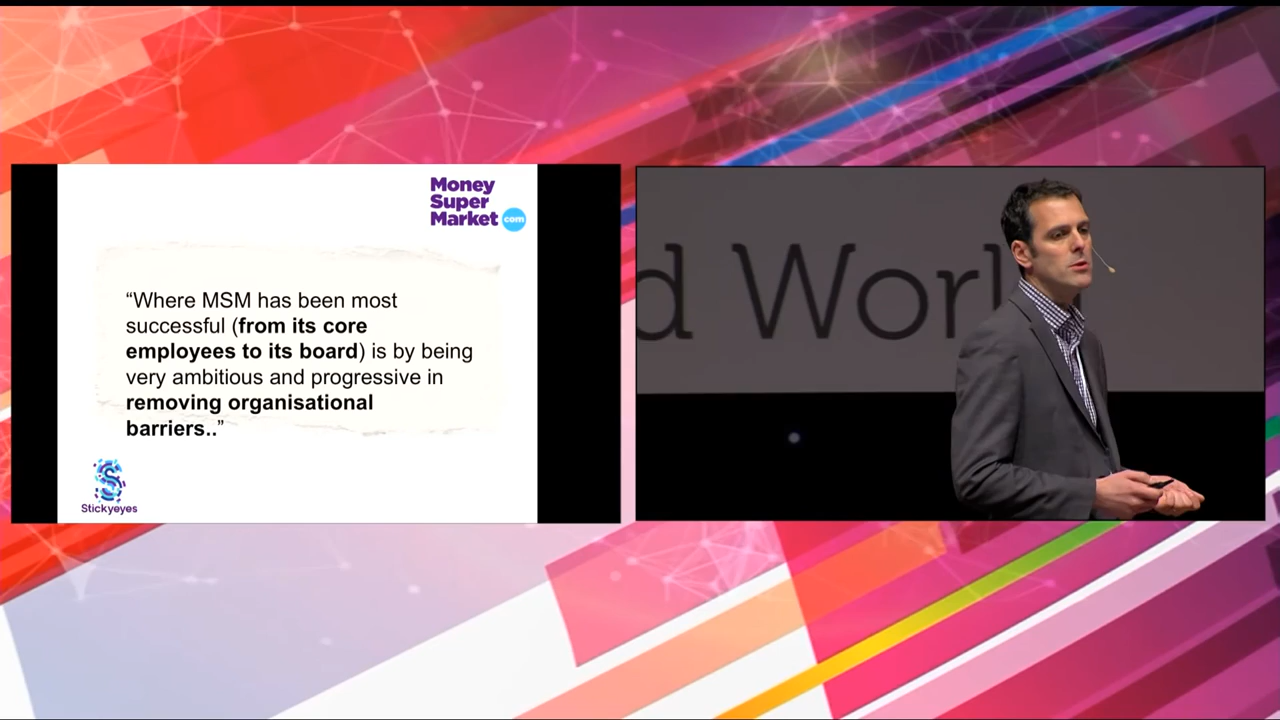 Money
Super
Market com
“Where MSM has been most
successful (from its core
employees to its board) is by being
very ambitious and progressive in
removing organisational
barriers..”
Stickyeyes
d Worl